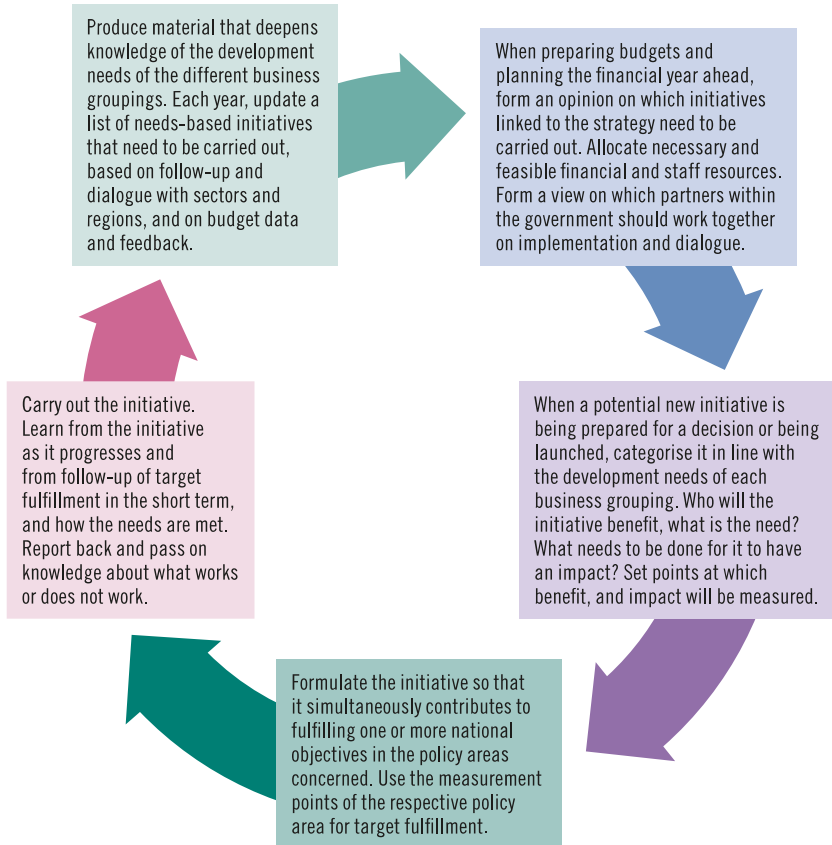 Produce material that deepens
knowledge of the development
needs of the different business
groupings. Each year, update a
list of needs-based initiatives
that need to be carried out,
based on follow-up and
dialogue with sectors and
regions, and on budget data
and feedback.
When preparing budgets and
planning the financial year ahead,
form an opinion on which initiatives
linked to the strategy need to be
carried out. Allocate necessary and
feasible financial and staff resources.
Form a view on which partners within
the government should work together
on implementation and dialogue.
When a potential new initiative is
being prepared for a decision or being
launched, categorise it in line with
the development needs of each
business grouping. Who will the
initiative benefit, what is the need?
What needs to be done for it to have
an impact? Set points at which
benefit, and impact will be measured.
Formulate the initiative so that
it simultaneously contributes to
fulfilling one or more national
objectives in the policy areas
concerned. Use the measurement
points of the respective policy
area for target fulfillment.
Carry out the initiative.
Learn from the initiative
as it progresses and
from follow-up of target
fulfillment in the short term,
and how the needs are met.
Report back and pass on
knowledge about what works
or does not work.